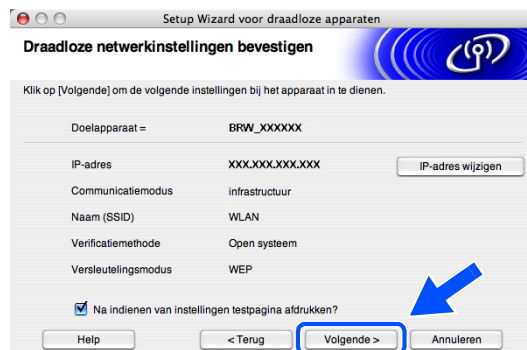 Setup Wizard voor draadloze apparaten
Draadloze netwerkinstellingen bevestigen
Klik op [Volgende] om de volgende instellingen bij het apparaat in te dienen.
Doelapparaat = BRW_XXXXXX
IP-adres XXX.XXX.XXX.XXX IP-adres wijzigen
Communicatiemodus infrastructuur
Naam (SSID) WLAN
Verificatiemethode Open systeem
Versleutelingsmodus WEP
Na indienen van instellingen testpagina afdrukken?
Help < Terug Volgende > Annuleren